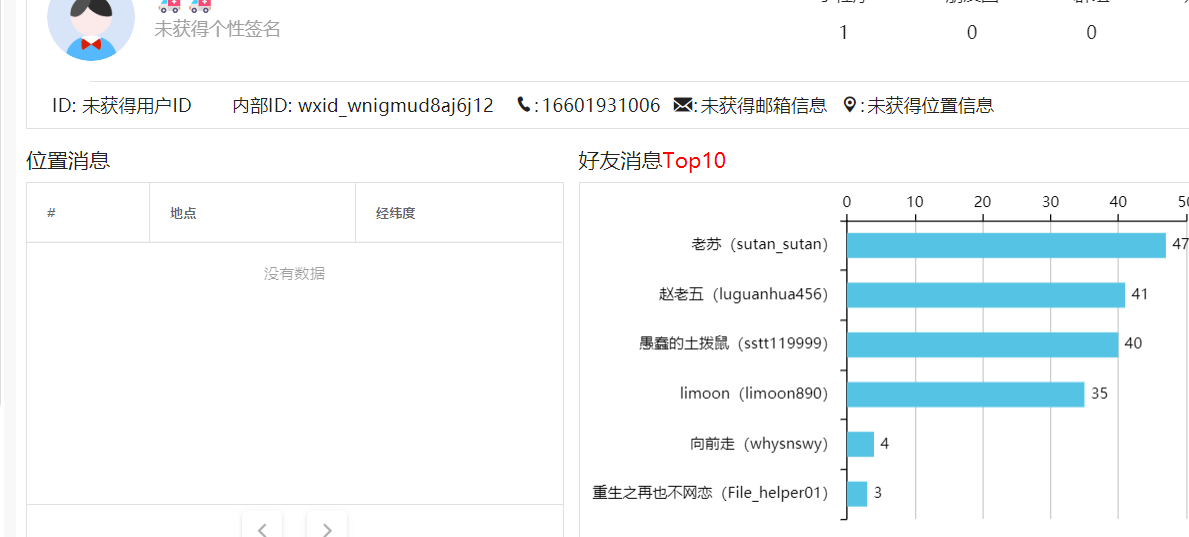 未获得个性签名
1 0 0
ID: 未获得用户ID 内部ID: wxid_wnigmud8aj6j12 :16601931006 :未获得邮箱信息 :未获得位置信息
位置消息
# 地点 经纬度
没有数据
好友消息Top10
0 10 20 30 40
老苏（sutan_sutan） 47
赵老五（luguanhua456） 41
愚蠢的土拨鼠（sstt119999） 40
limoon（limoon890） 35
向前走（whysnswy） 4
重生之再也不网恋（File_helper01） 3